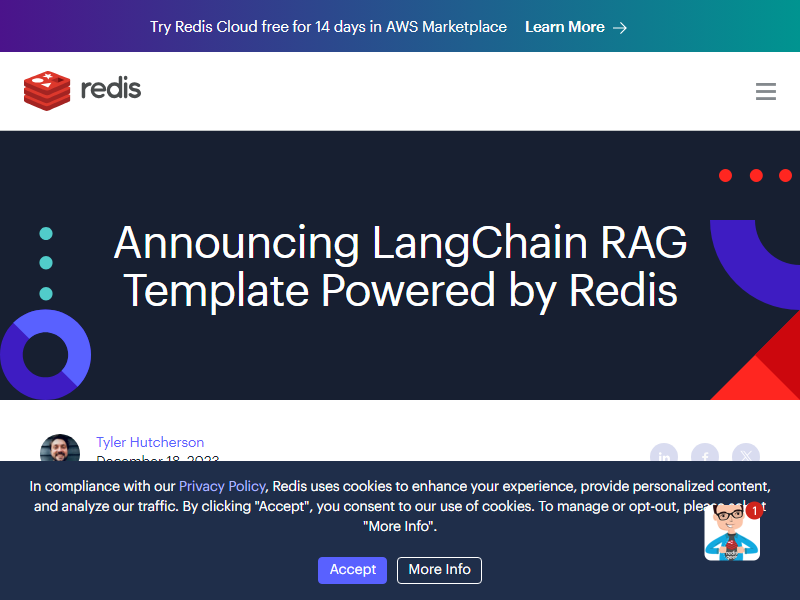 Try Redis Cloud free for 14 days in AWS Marketplace Learn More →
redis
Announcing LangChain RAG
Template Powered by Redis
Tyler Hutcherson
December 18, 2023
In compliance with our Privacy Policy, Redis uses cookies to enhance your experience, provide personalized content,
and analyze our traffic. By clicking "Accept", you consent to our use of cookies. To manage or opt-out, please
"More Info".
1
redis
geek
Accept More Info